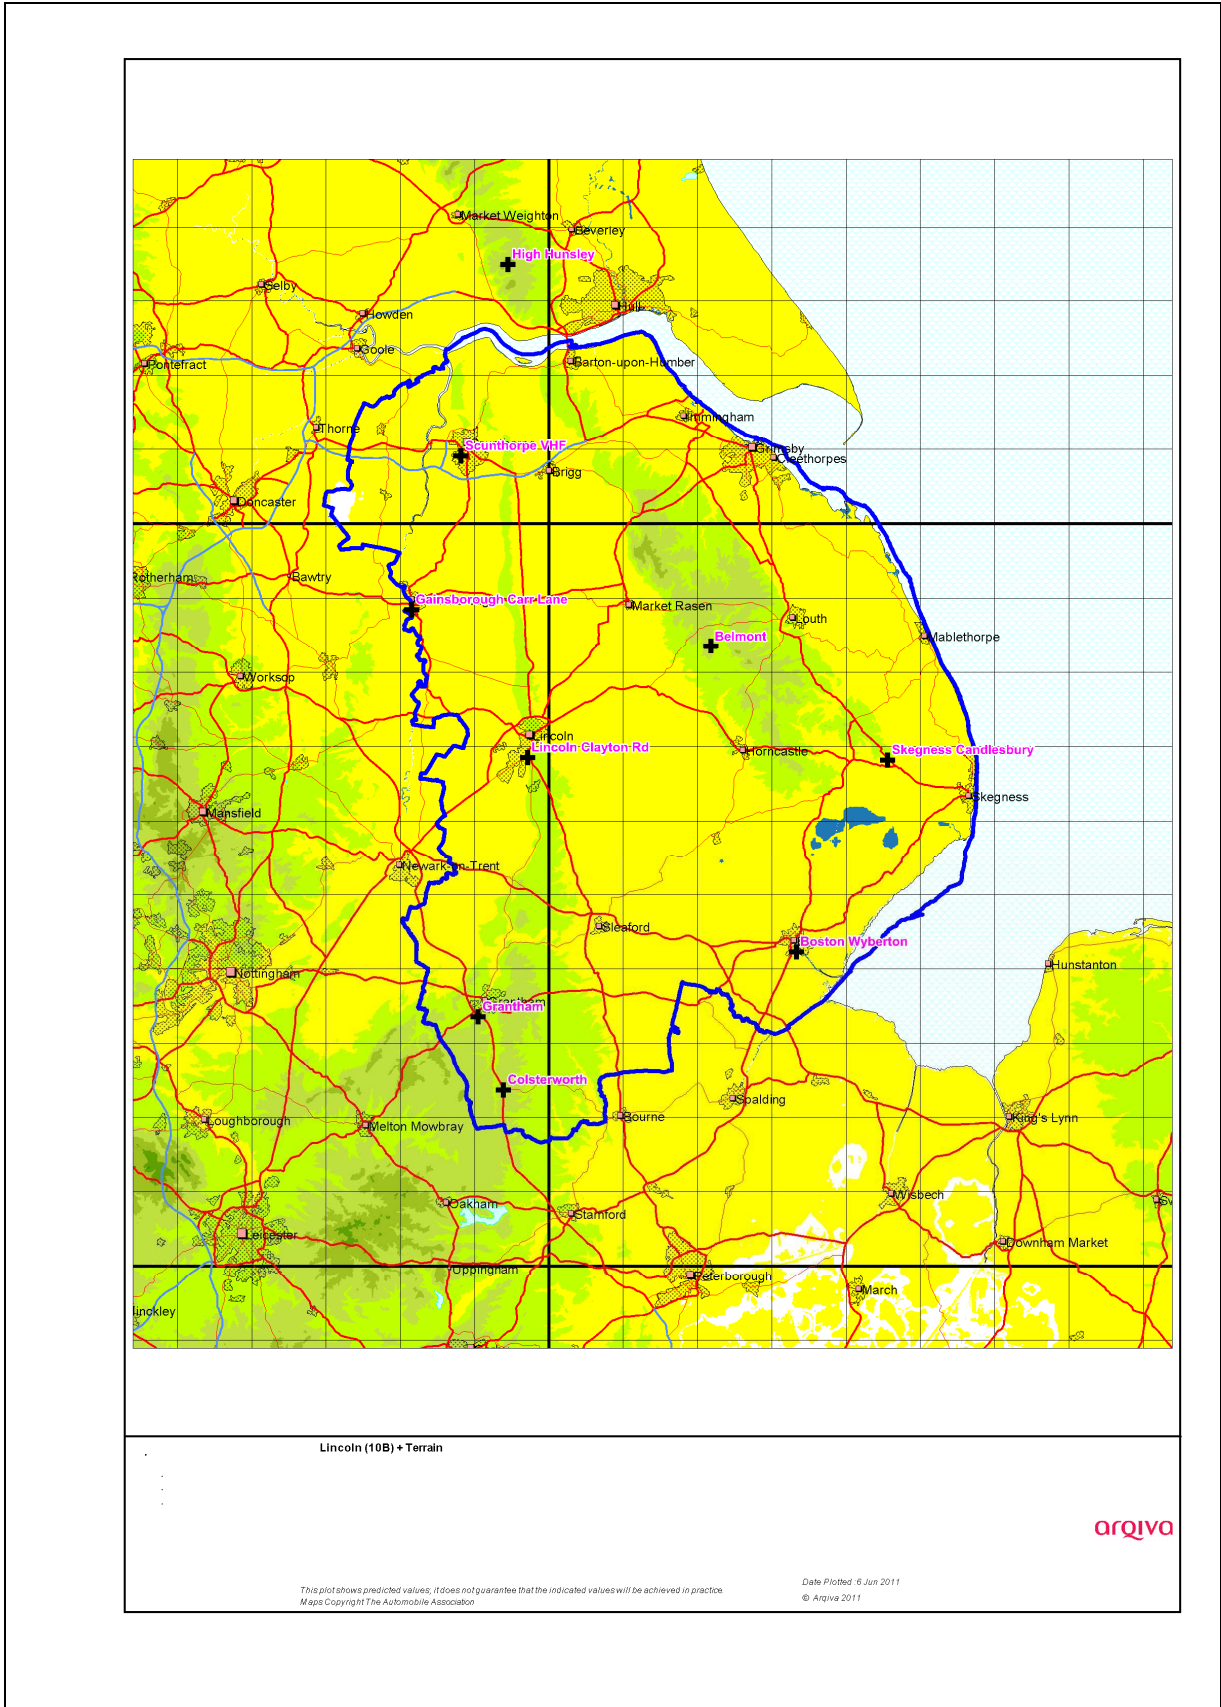 Market Weighton
Beverley
High Hunsley
Selby
Hull
Howden
Goole
Pontefract
Barton-upon-Humber
Immingham
Thorne
Scunthorpe VHF
Grimsby
Cleethorpes
Brigg
Doncaster
Rotherham
Bawtry
Gainsborough Carr Lane
Market Rasen
Louth
Belmont
Mablethorpe
Worksop
Lincoln
Lincoln Clayton Rd
Horncastle
Skegness Candlesbury
Skegness
Mansfield
Newark-on-Trent
Sleaford
Boston Wyberton
Hunstanton
Nottingham
Grantham
Grantham
Colsterworth
Spalding
Loughborough
Melton Mowbray
Bourne
King's Lynn
Wisbech
Sw
Oakham
Stamford
Leicester
Downham Market
Uppingham
Peterborough
March
Hinckley
Lincoln (10B) + Terrain
arqiva
Date Plotted :6 Jun 2011
This plot shows predicted values; it does not guarantee that the indicated values will be achieved in practice
Maps Copyright The Automobile Association
© Arqiva 2011